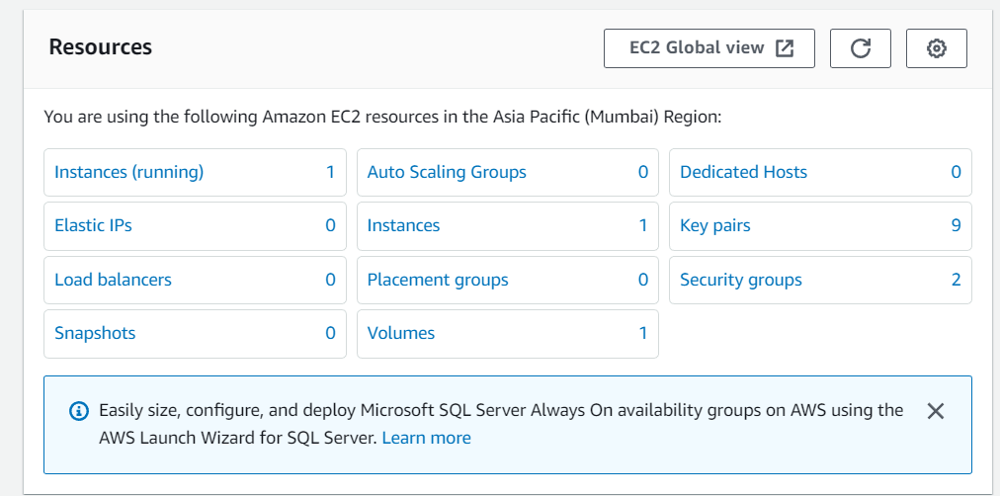 Resources
EC2 Global view
You are using the following Amazon EC2 resources in the Asia Pacific (Mumbai) Region:
Instances (running) 1
Auto Scaling Groups 0
Dedicated Hosts 0
Elastic IPs 0
Instances 1
Key pairs 9
Load balancers 0
Placement groups 0
Security groups 2
Snapshots 0
Volumes 1
Easily size, configure, and deploy Microsoft SQL Server Always On availability groups on AWS using the
AWS Launch Wizard for SQL Server. Learn more